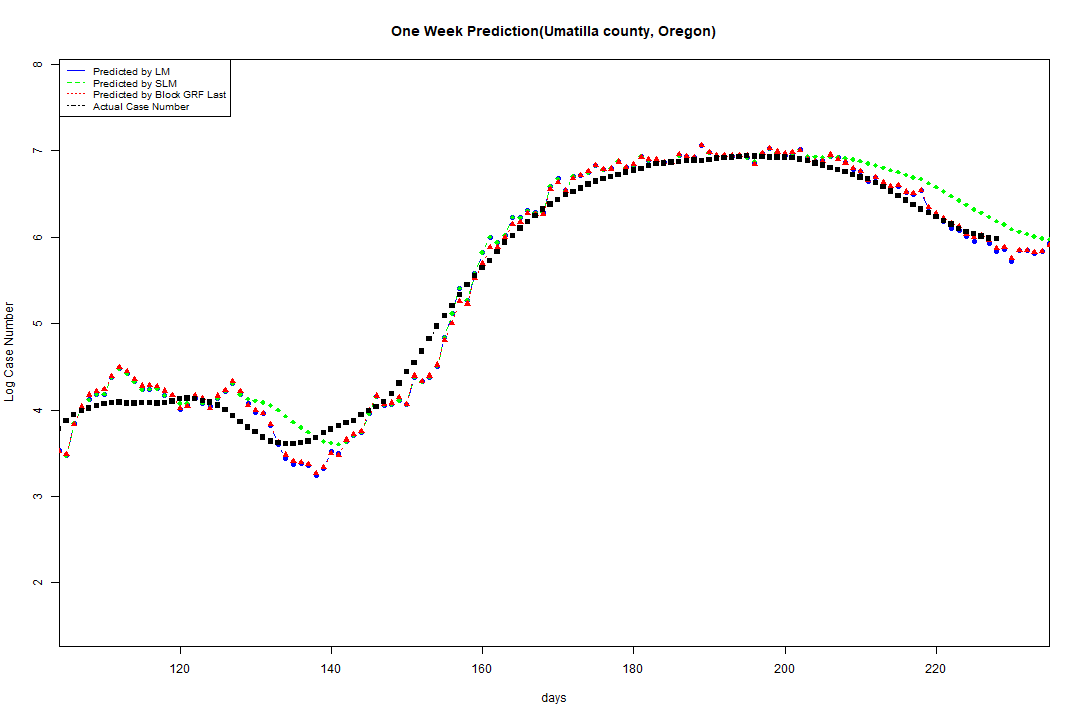 One Week Prediction(Umatilla county, Oregon)
Predicted by LM
Predicted by SLM
Predicted by Block GRF Last
Actual Case Number
8
7
6
5
4
3
2
Log Case Number
120 140 160 180 200 220
days